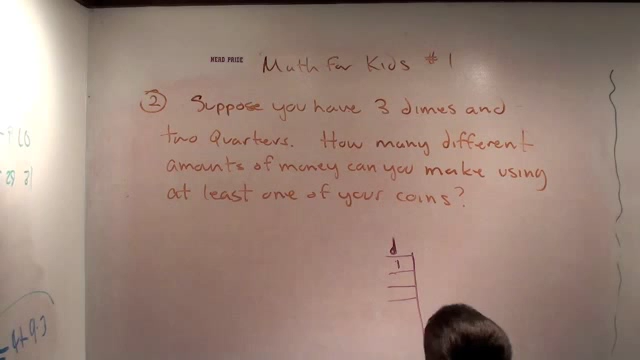 NERD PRIZE Math For Kids #1
② Suppose you have 3 dimes and
two Quarters. How many different
amounts of money can you make using
at least one of your coins?
d
1